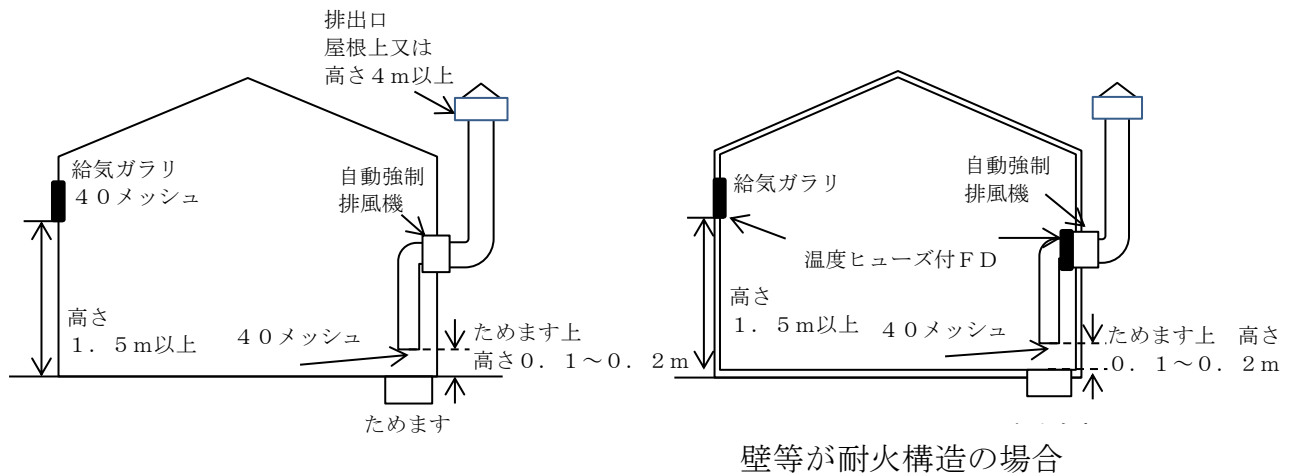 排出口
屋根上又は
高さ４ｍ以上
給気ガラリ
４０メッシュ
自動強制
排風機
高さ
１．５ｍ以上
４０メッシュ
ためます上
高さ０．１～０．２ｍ
ためます
給気ガラリ
自動強制
排風機
温度ヒューズ付ＦＤ
高さ
１．５ｍ以上
４０メッシュ
ためます上　高さ
０．１～０．２ｍ
壁等が耐火構造の場合